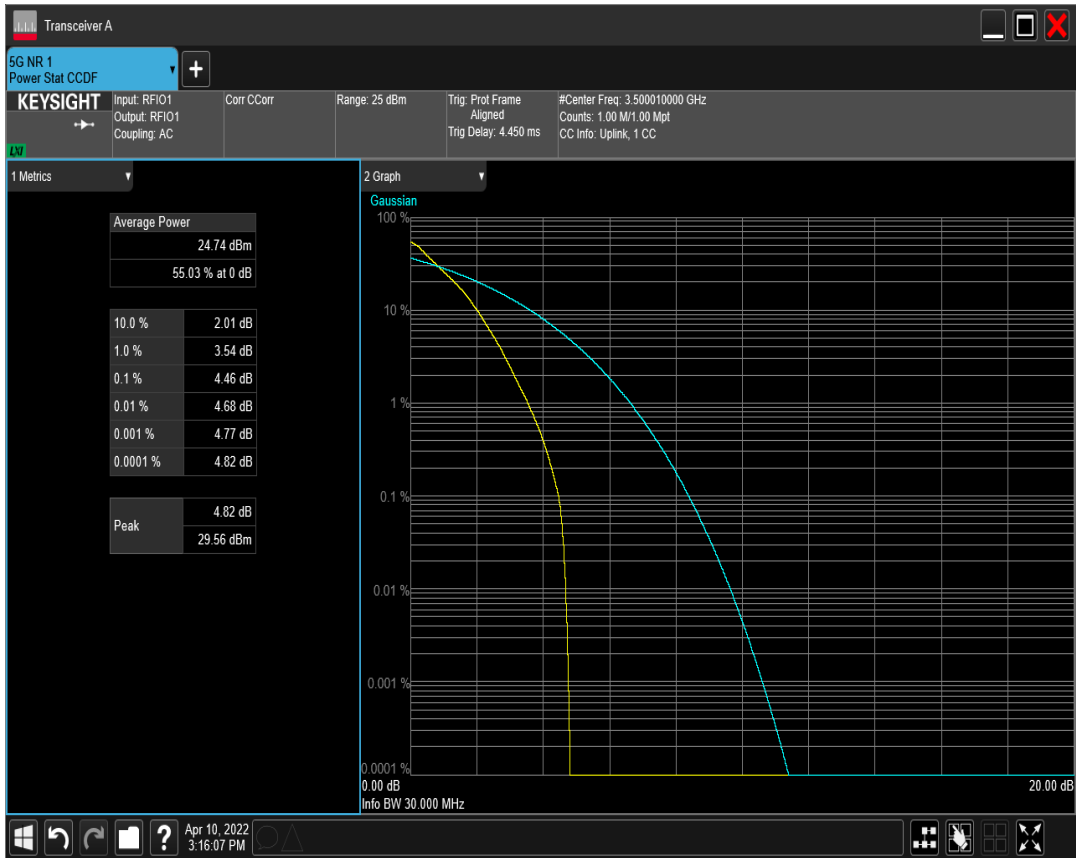 Transceiver A
5G NR 1
Power Stat CCDF
KEYSIGHT
LXI
Input: RFIO1
Output: RFIO1
Coupling: AC
Corr CCorr
Range: 25 dBm
Trig: Prot Frame
Aligned
Trig Delay: 4.450 ms
#Center Freq: 3.500010000 GHz
Counts: 1.00 M/1.00 Mpt
CC Info: Uplink, 1 CC
1 Metrics
Average Power
24.74 dBm
55.03 % at 0 dB
10.0 % 2.01 dB
1.0 % 3.54 dB
0.1 % 4.46 dB
0.01 % 4.68 dB
0.001 % 4.77 dB
0.0001 % 4.82 dB
Peak 4.82 dB
29.56 dBm
2 Graph
Gaussian
100 %
10 %
1 %
0.1 %
0.01 %
0.001 %
0.0001 %
0.00 dB 20.00 dB
Info BW 30.000 MHz
? Apr 10, 2022
3:16:07 PM